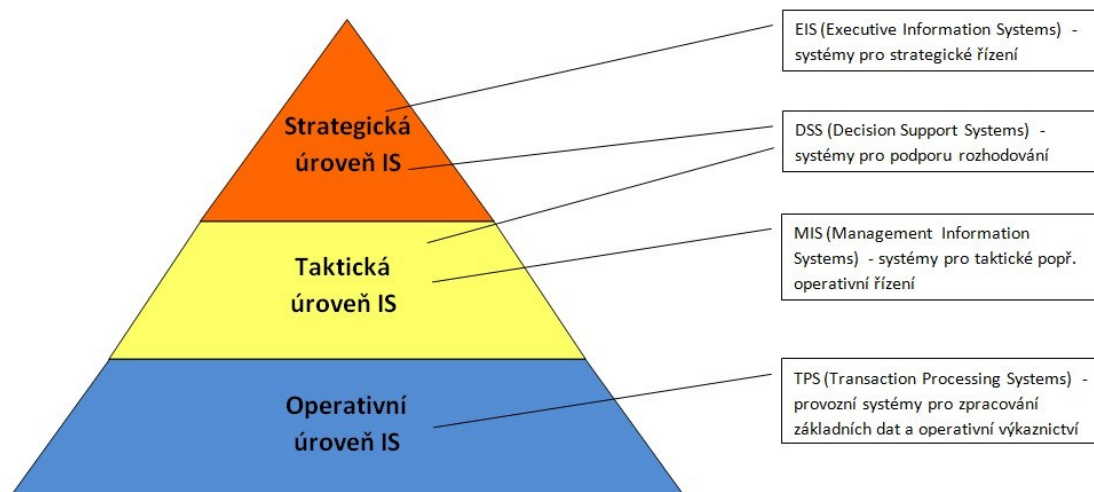 Strategická
úroveň IS
Taktická
úroveň IS
Operativní
úroveň IS
EIS (Executive Information Systems) -
systémy pro strategické řízení
DSS (Decision Support Systems) -
systémy pro podporu rozhodování
MIS (Management Information
Systems) - systémy pro taktické popř.
operativní řízení
TPS (Transaction Processing Systems) -
provozní systémy pro zpracování
základních dat a operativní výkaznictví